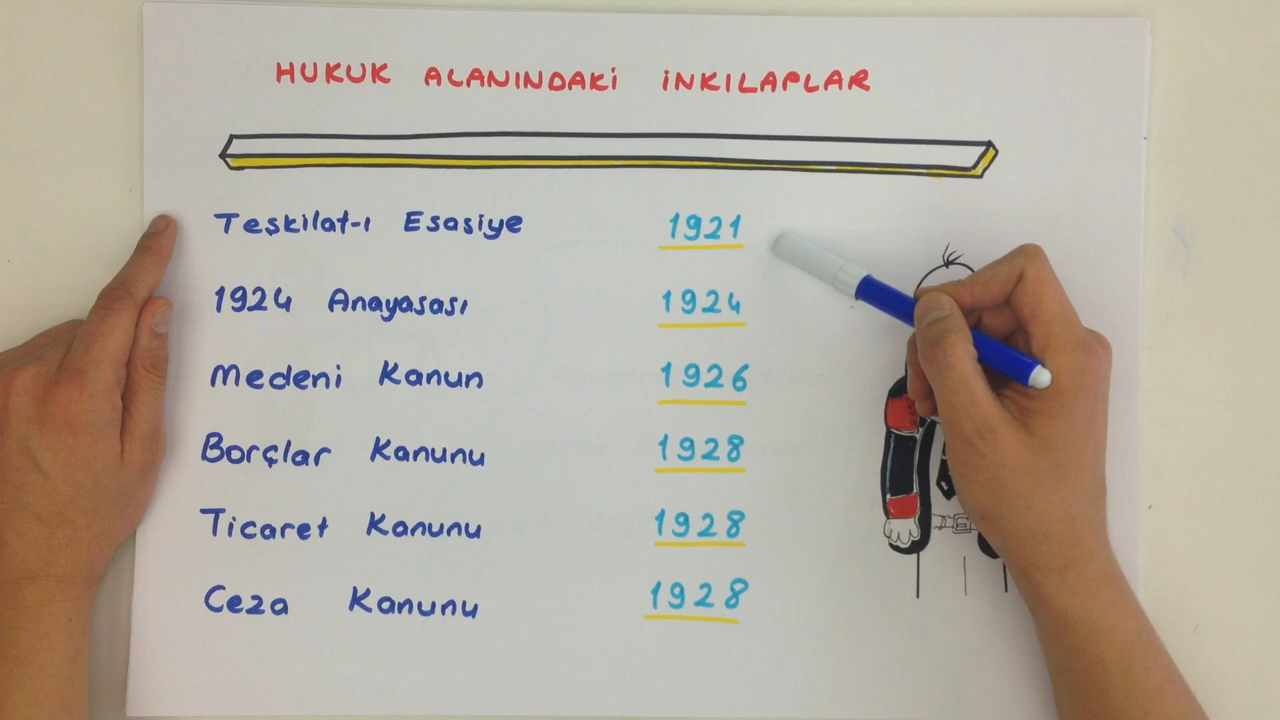 HUKUK ALANINDAKİ İNKILAPLAR
Teşkilat-ı Esasiye 1921
1924 Anayasası 1924
Medeni Kanun 1926
Borçlar Kanunu 1928
Ticaret Kanunu 1928
Ceza Kanunu 1928